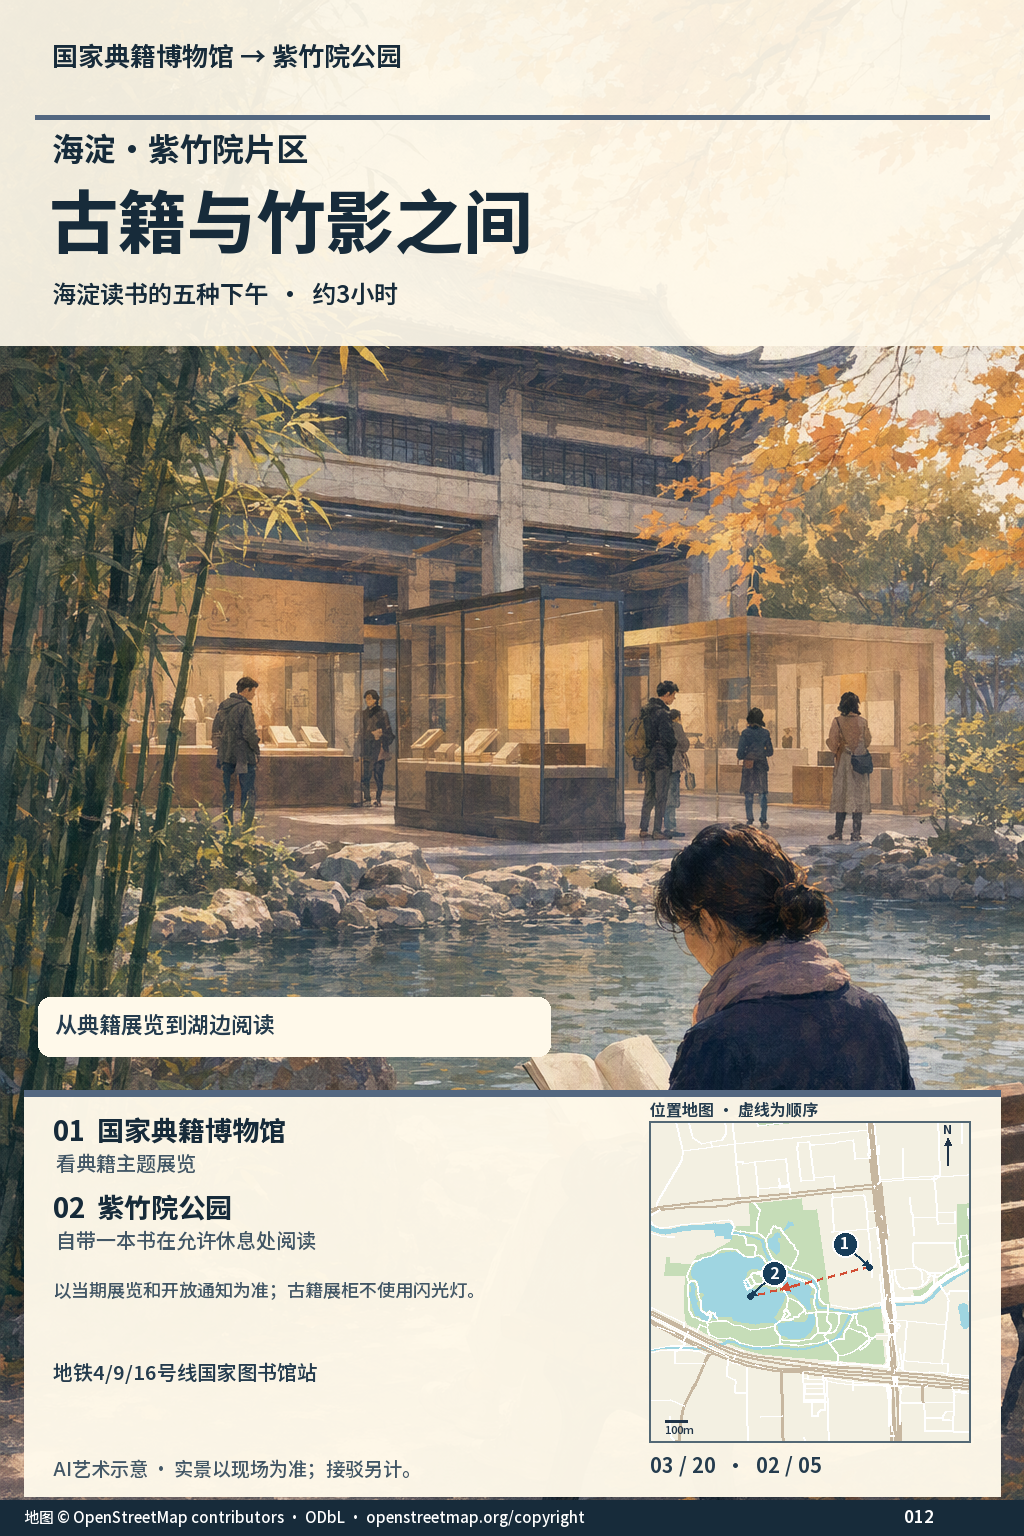 国家典籍博物馆 → 紫竹院公园
海淀・紫竹院片区
古籍与竹影之间
海淀读书的五种下午 ・ 约3小时
从典籍展览到湖边阅读
01 国家典籍博物馆
看典籍主题展览
02 紫竹院公园
自带一本书在允许休息处阅读
以当期展览和开放通知为准；古籍展柜不使用闪光灯。
地铁4/9/16号线国家图书馆站
AI艺术示意 · 实景以现场为准；接驳另计。
位置地图 · 虚线为顺序
N
1
2
100m
03 / 20 · 02 / 05
地图 © OpenStreetMap contributors · ODbL · openstreetmap.org/copyright
012